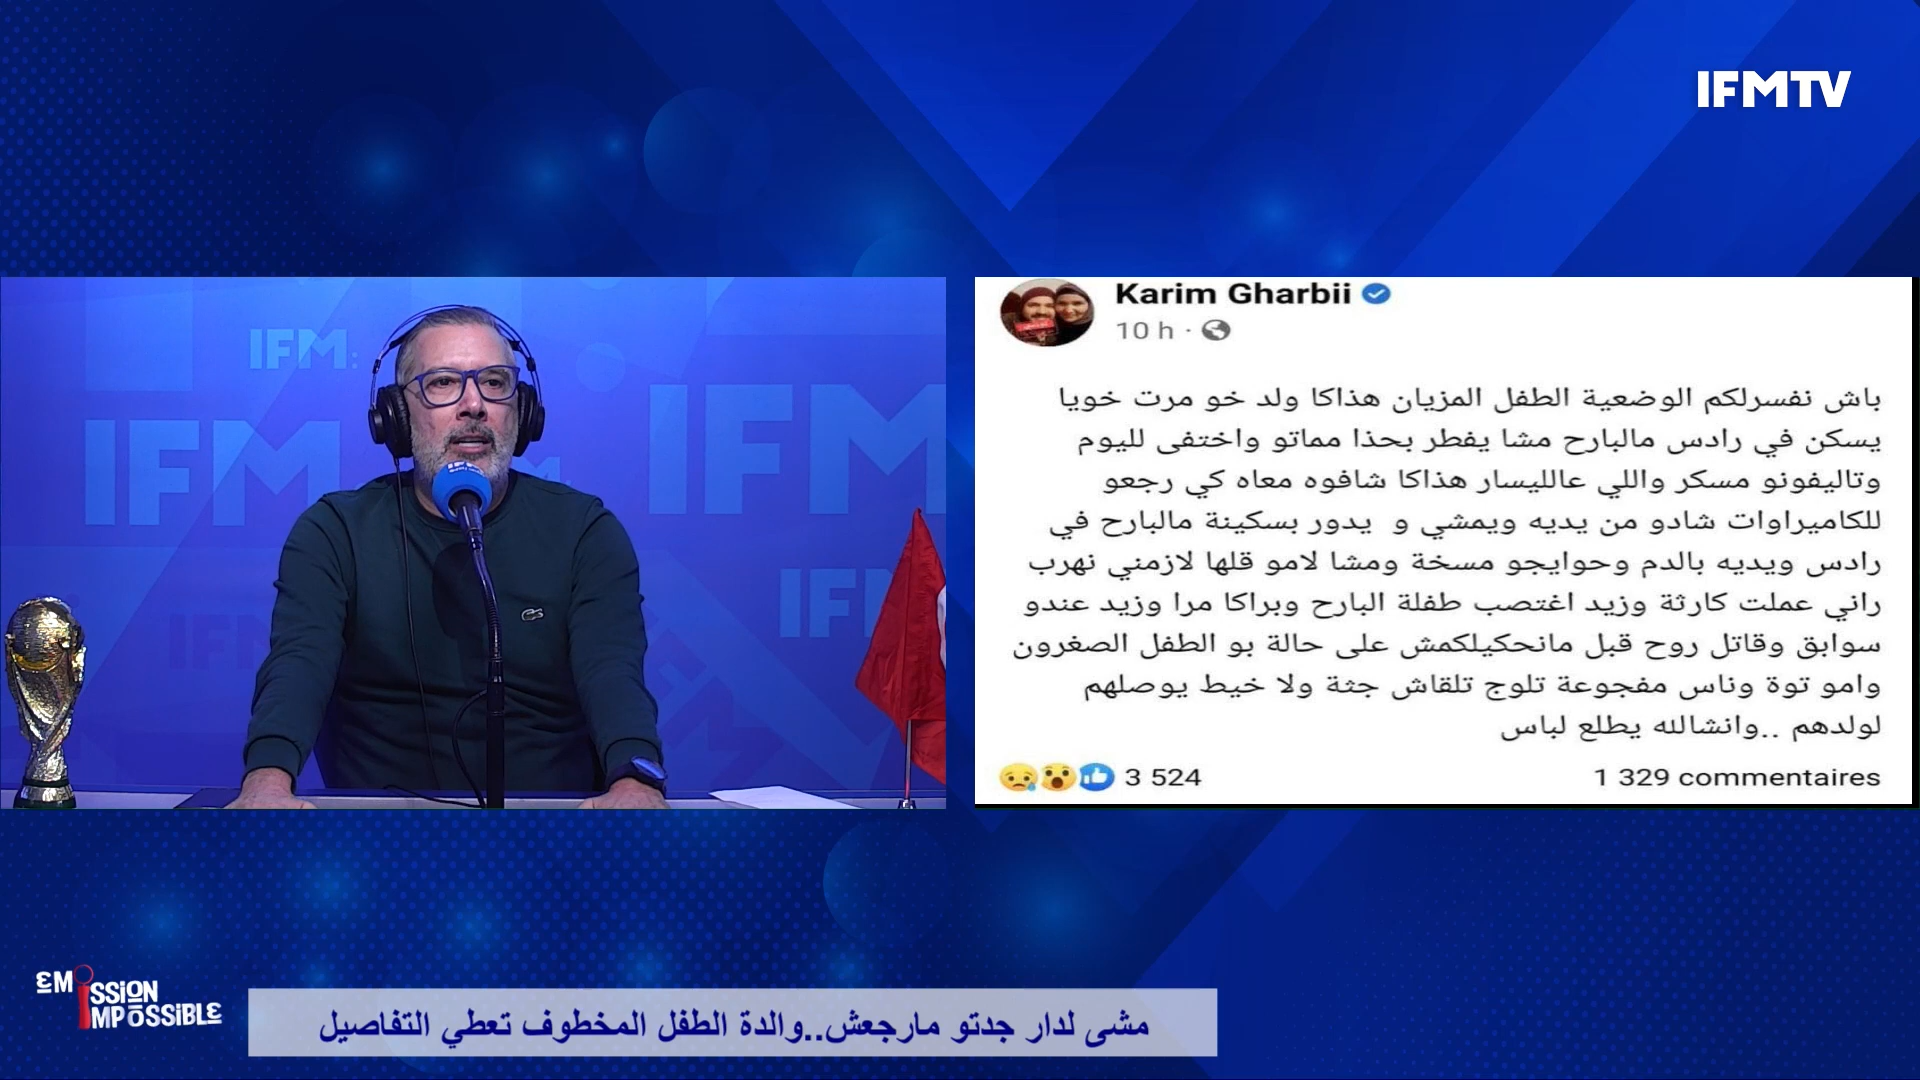 IFMTV
IFM:
IFM
IFM
IFM
Karim Gharbii
10 h ·
باش نفسرلكم الوضعية الطفل المزيان هذاكا ولد خو مرت خويا
يسكن في رادس مالبارح مشا يفطر بحذا مماتو واختفى لليوم
وتاليفونو مسكر واللي عالليسار هذاكا شافوه معاه كي رجعو
للكاميراوات شادو من يديه ويمشي و يدور بسكينة مالبارح في
رادس ويديه بالدم وحوايجو مسخة ومشا لامو قلها لازمني نهرب
راني عملت كارثة وزيد اغتصب طفلة البارح وبراكا مرا وزيد عندو
سوابق وقاتل روح قبل مانحكيلكمش على حالة بو الطفل الصغرون
وامو توة وناس مفجوعة تلوج تلقاش جثة ولا خيط يوصلهم
لولدهم ..وانشالله يطلع لباس
3 524
1 329 commentaires
EMISSION
IMPOSSIBLE
مشى لدار جدتو مارجعش..والدة الطفل المخطوف تعطي التفاصيل